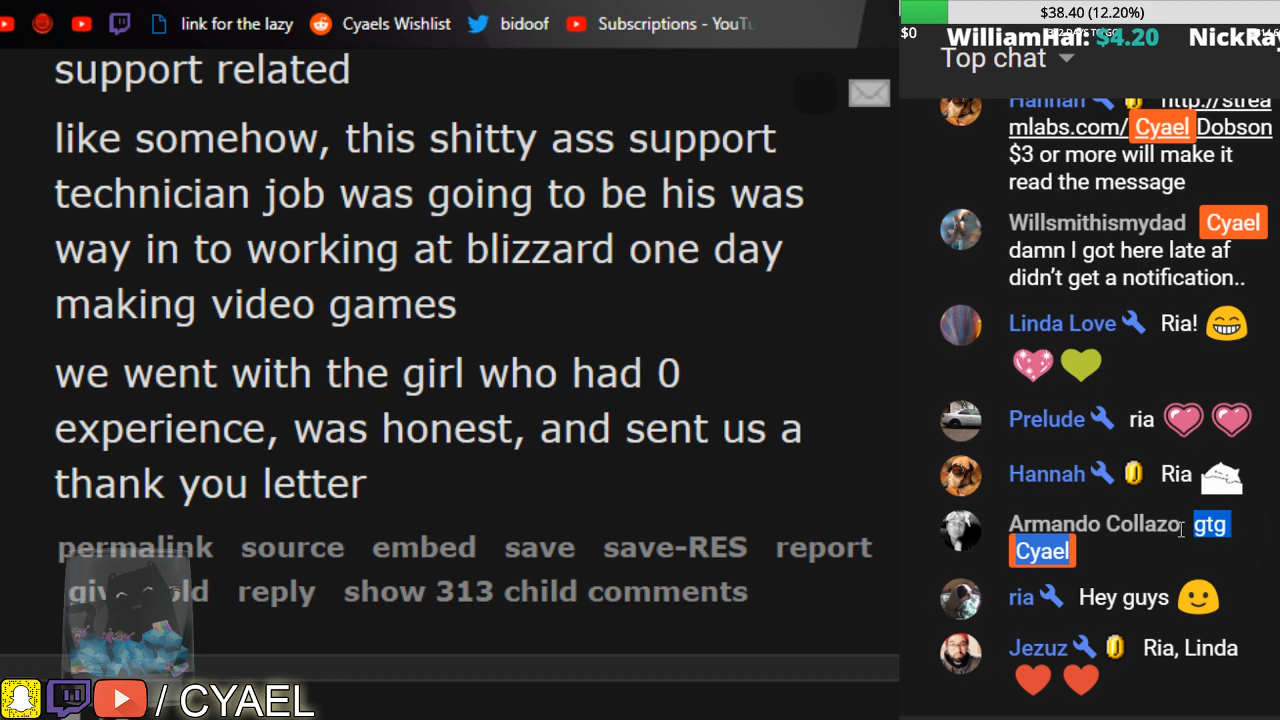 link for the lazy Cyaels Wishlist bidoof Subscriptions - YouTu
support related
like somehow, this shitty ass support
technician job was going to be his was
way in to working at blizzard one day
making video games
we went with the girl who had 0
experience, was honest, and sent us a
thank you letter
permalink source embed save save-RES report
reply show 313 child comments
/ CYAEL
$38.40 (12.20%)
$0
WilliamHal: $4.20 NickRay
Top chat
Hannah http://strea
mlabs.com/ Cyael Dobson
$3 or more will make it
read the message
Willsmithismydad Cyael
damn I got here late af
didn’t get a notification..
Linda Love Ria!
Prelude ria
Hannah Ria
Armando Collazo gtg
Cyael
ria Hey guys
Jezuz Ria, Linda